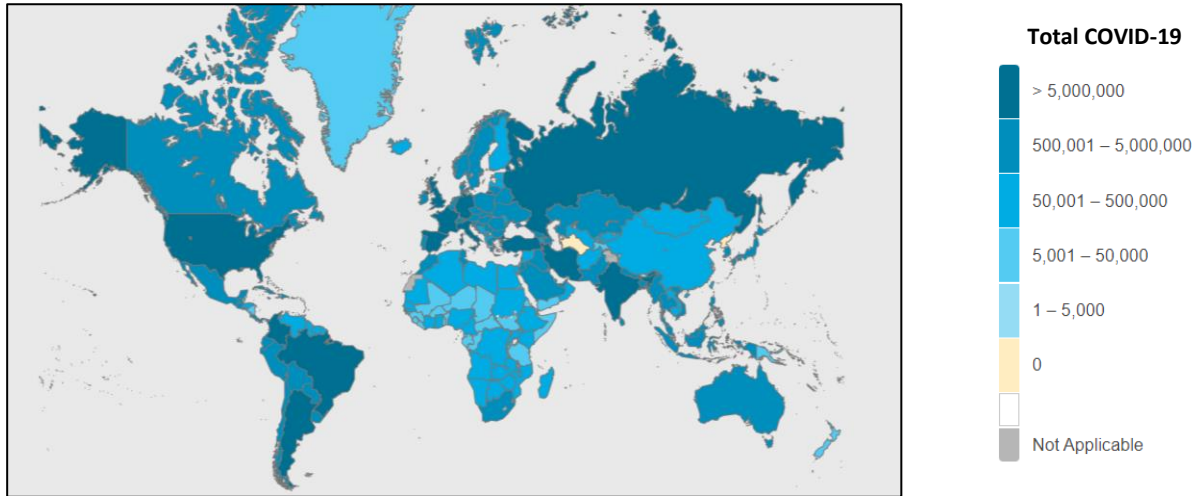 Total COVID-19
> 5,000,000
500,001 – 5,000,000
50,001 – 500,000
5,001 – 50,000
1 – 5,000
0
Not Applicable